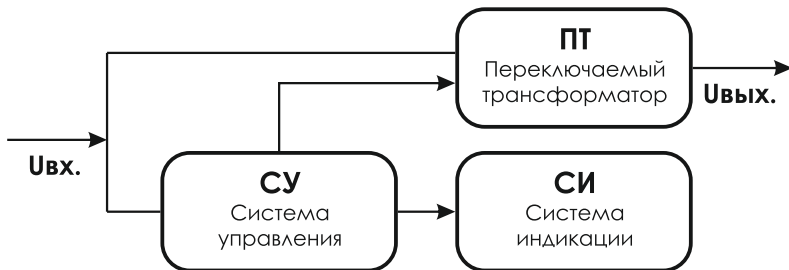 ПТ
Переключаемый
трансформатор
Uвых.
Uвх.
СУ
Система
управления
СИ
Система
индикации